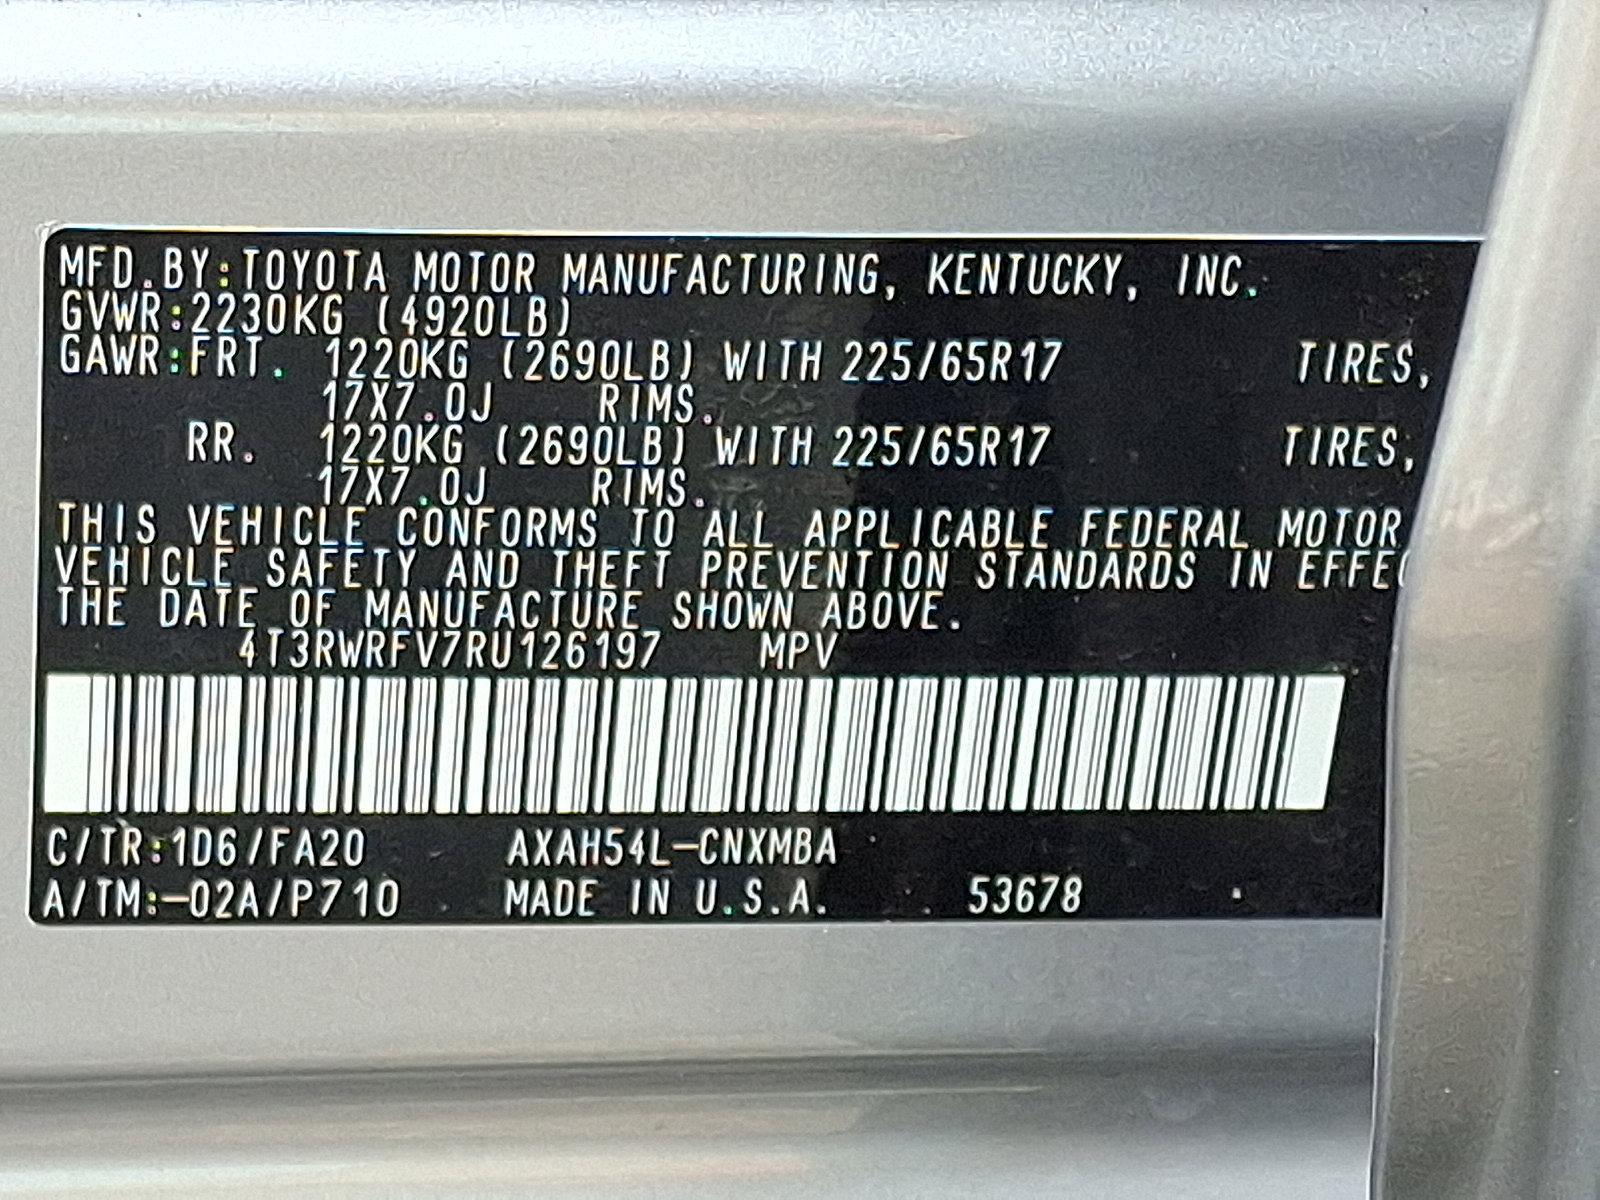 MFD.BY:TOYOTA MOTOR MANUFACTURING, KENTUCKY, INC.
GVWR:2230KG (4920LB)
GAWR:FRT. 1220KG (2690LB) WITH 225/65R17 TIRES,
17X7.0J RIMS.
RR. 1220KG (2690LB) WITH 225/65R17 TIRES,
17X7.0J RIMS.
THIS VEHICLE CONFORMS TO ALL APPLICABLE FEDERAL MOTOR
VEHICLE SAFETY AND THEFT PREVENTION STANDARDS IN EFFE
THE DATE OF MANUFACTURE SHOWN ABOVE.
4T3RWRFV7RU126197 MPV
C/TR:1D6/FA20 AXAH54L-CNXMBA
A/TM:-02A/P710 MADE IN U.S.A. 53678